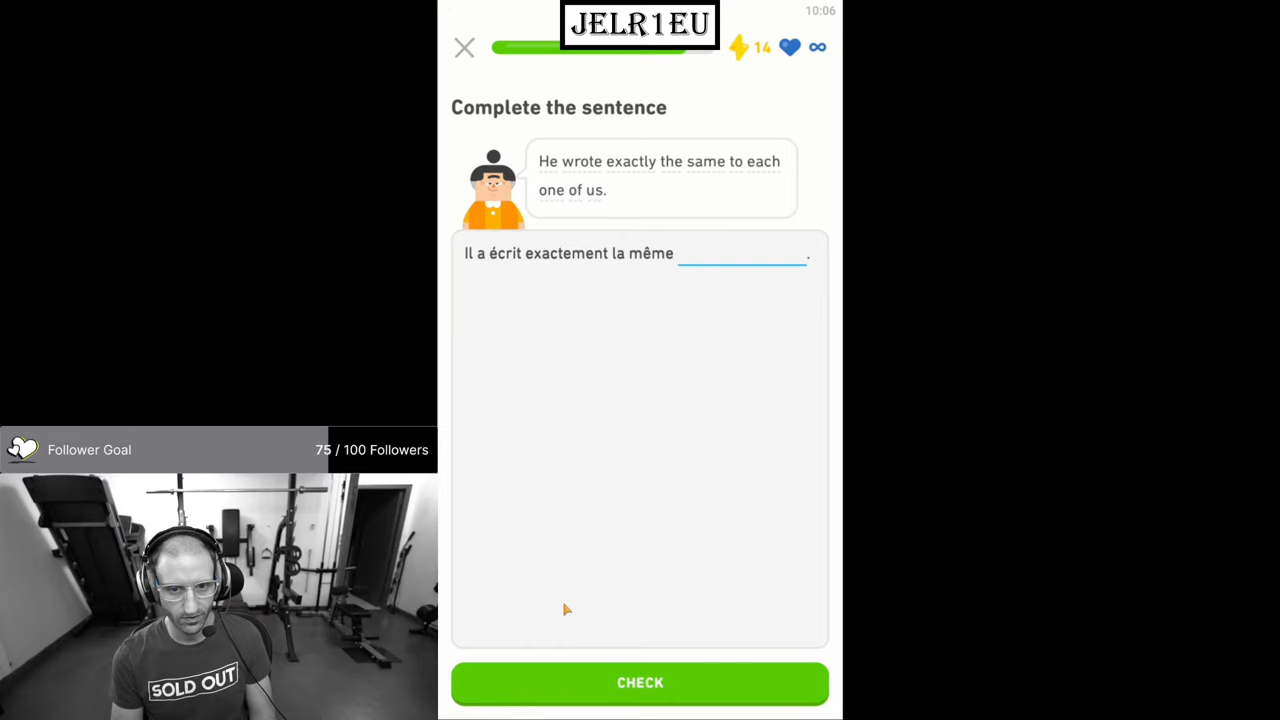 JELR1EU
10:06
14
∞
Complete the sentence
He wrote exactly the same to each
one of us.
Il a écrit exactement la même ____________.
Follower Goal
75 / 100 Followers
SOLD OUT
CHECK